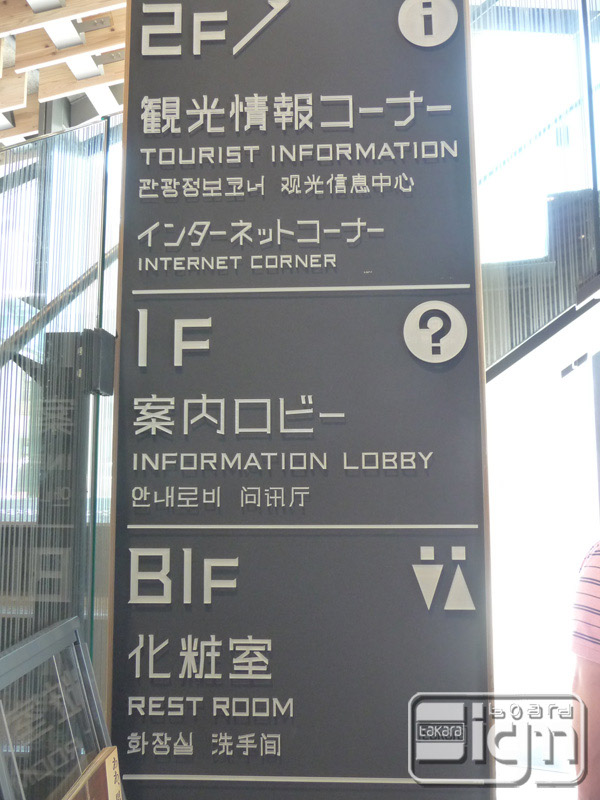 2F
i
観光情報コーナー
TOURIST INFORMATION
관광정보코너 观光信息中心
インターネットコーナー
INTERNET CORNER
1F
?
案内ロビー
INFORMATION LOBBY
안내로비 问讯厅
B1F
化粧室
REST ROOM
화장실 洗手间
takara
Sign
board